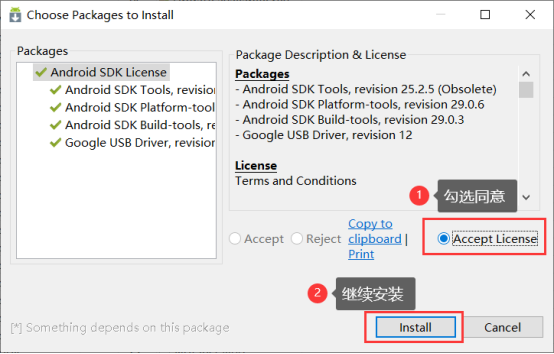 Choose Packages to Install
Packages
Android SDK License
Android SDK Tools, revision
Android SDK Platform-tool
Android SDK Build-tools, re
Google USB Driver, revision
Package Description & License
Packages
- Android SDK Tools, revision 25.2.5 (Obsolete)
- Android SDK Platform-tools, revision 29.0.6
- Android SDK Build-tools, revision 29.0.3
- Google USB Driver, revision 12
License
Terms and Conditions
1 勾选同意
Accept
Reject
Copy to
clipboard |
Print
Accept License
2 继续安装
[*] Something depends on this package
Install
Cancel